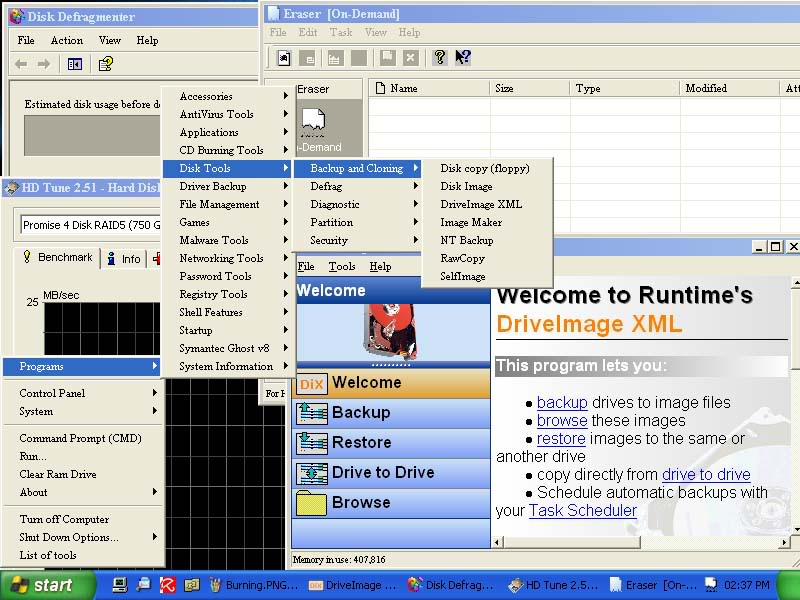 Disk Defragmenter
File Action View Help
Estimated disk usage before de
Eraser [On-Demand]
File Edit Task View Help
Eraser
n-Demand
Name Size Type Modified Att
HD Tune 2.51 - Hard Disk
Promise 4 Disk RAID5 (750 G
Benchmark Info
MB/sec
25
Accessories
AntiVirus Tools
Applications
CD Burning Tools
Disk Tools
Driver Backup
File Management
Games
Malware Tools
Networking Tools
Password Tools
Registry Tools
Shell Features
Startup
Symantec Ghost v8
System Information
Backup and Cloning
Defrag
Diagnostic
Partition
Security
Disk copy (floppy)
Disk Image
DriveImage XML
Image Maker
NT Backup
RawCopy
SelfImage
Programs
Control Panel
System
Command Prompt (CMD)
Run...
Clear Ram Drive
About
Turn off Computer
Shut Down Options...
List of tools
For H
File Tools Help
Welcome
DiX Welcome
Backup
Restore
Drive to Drive
Browse
Welcome to Runtime's
DriveImage XML
This program lets you:
• backup drives to image files
• browse these images
• restore images to the same or
another drive
• copy directly from drive to drive
• Schedule automatic backups with
your Task Scheduler
Memory in use: 407,816
start Burning.PNG... DiX DriveImage ... Disk Defrag... HD Tune 2.5... Eraser [On-... 02:37 PM